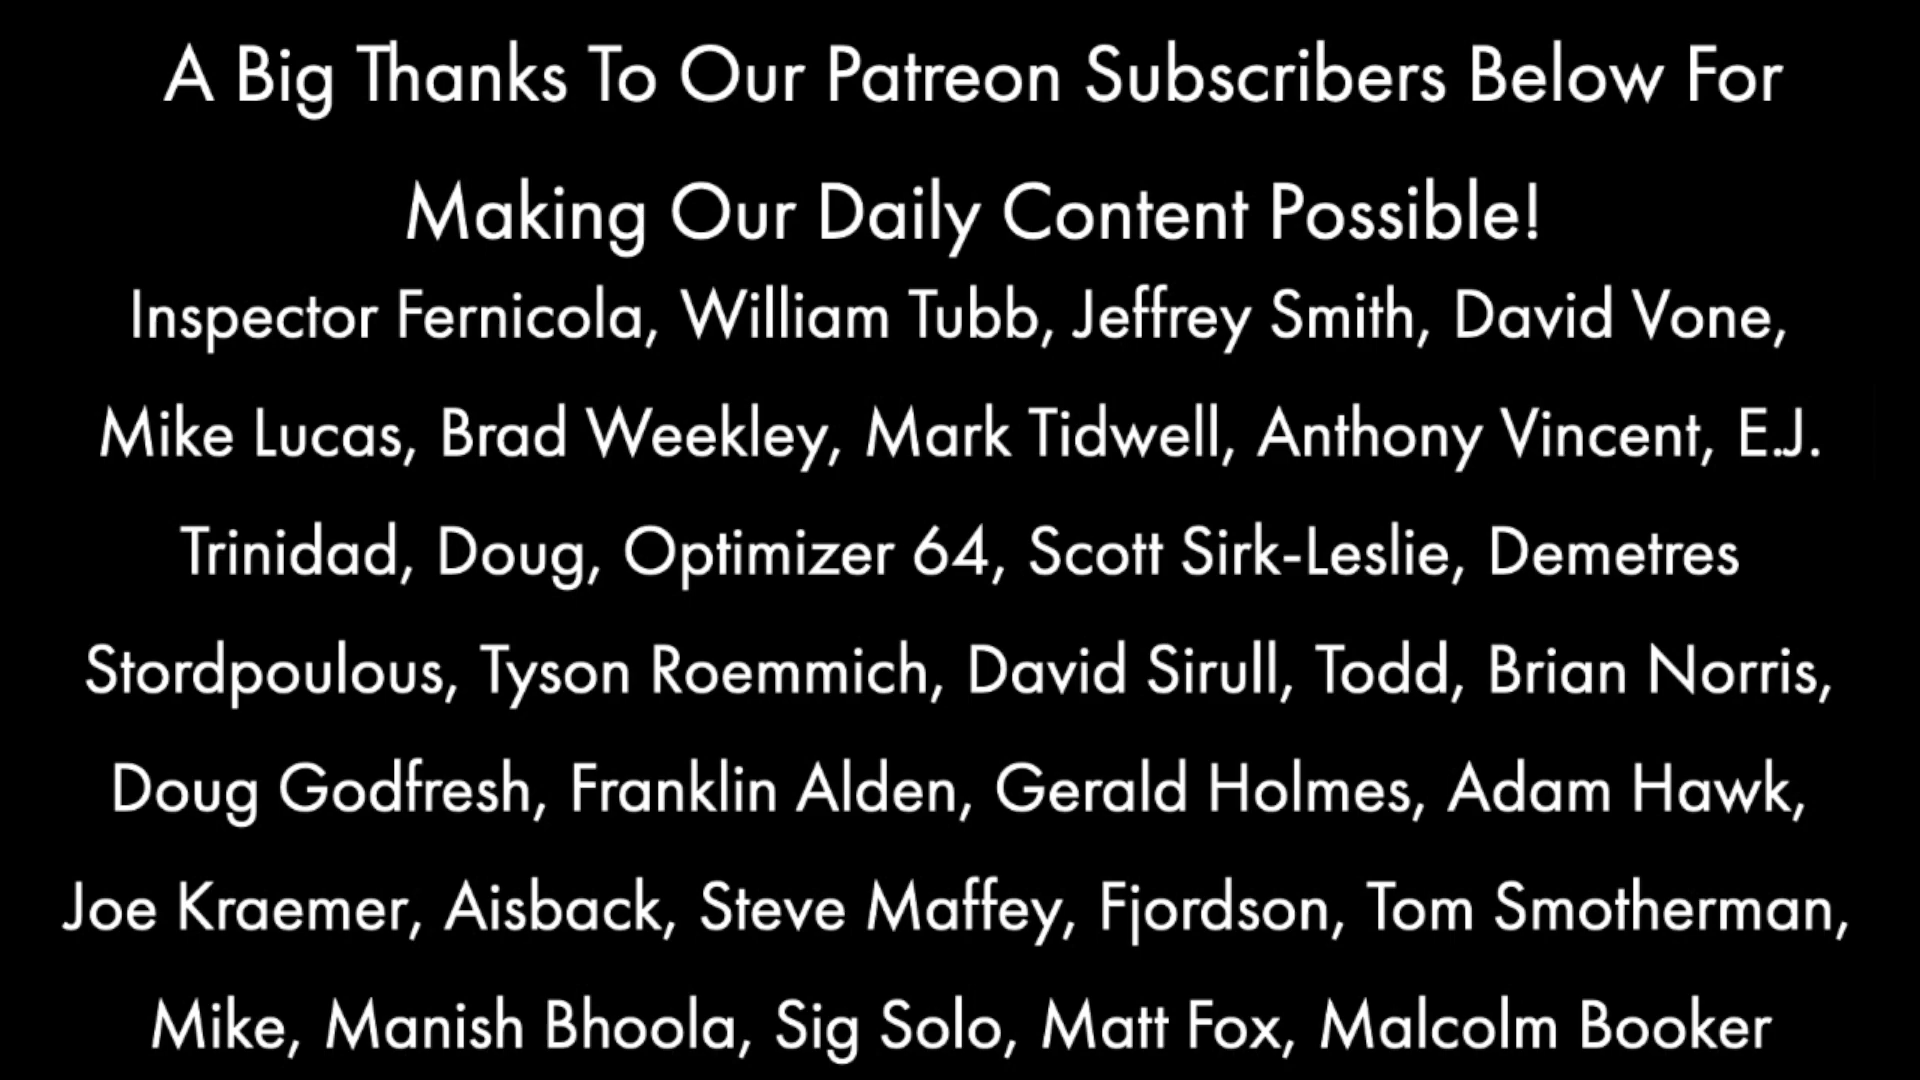 A Big Thanks To Our Patreon Subscribers Below For
Making Our Daily Content Possible!
Inspector Fernicola, William Tubb, Jeffrey Smith, David Vone,
Mike Lucas, Brad Weekley, Mark Tidwell, Anthony Vincent, E.J.
Trinidad, Doug, Optimizer 64, Scott Sirk-Leslie, Demetres
Stordpoulous, Tyson Roemmich, David Sirull, Todd, Brian Norris,
Doug Godfresh, Franklin Alden, Gerald Holmes, Adam Hawk,
Joe Kraemer, Aisback, Steve Maffey, Fjordson, Tom Smotherman,
Mike, Manish Bhoola, Sig Solo, Matt Fox, Malcolm Booker